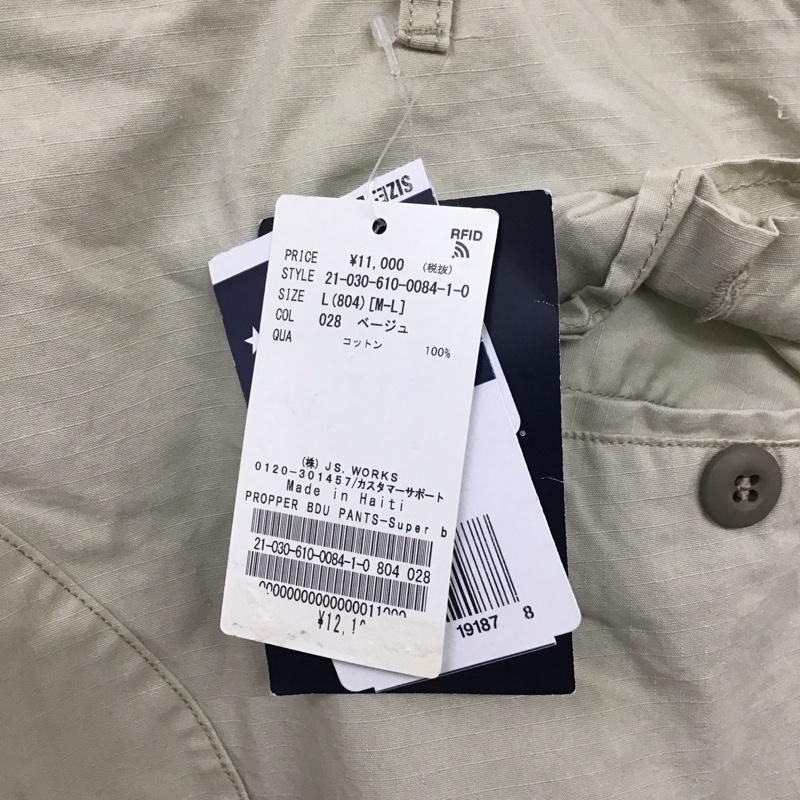 SIZE:
RFID
PRICE ¥11,000 (税抜)
STYLE 21-030-610-0084-1-0
SIZE L(804)[M-L]
COL 028 ベージュ
QUA コットン 100%
(株) JS.WORKS
0120-301457/カスタマーサポート
Made in Haiti
PROPPER BDU PANTS-Super b
21-030-610-0084-1-0 804 028
¥12,1
19187 8
®